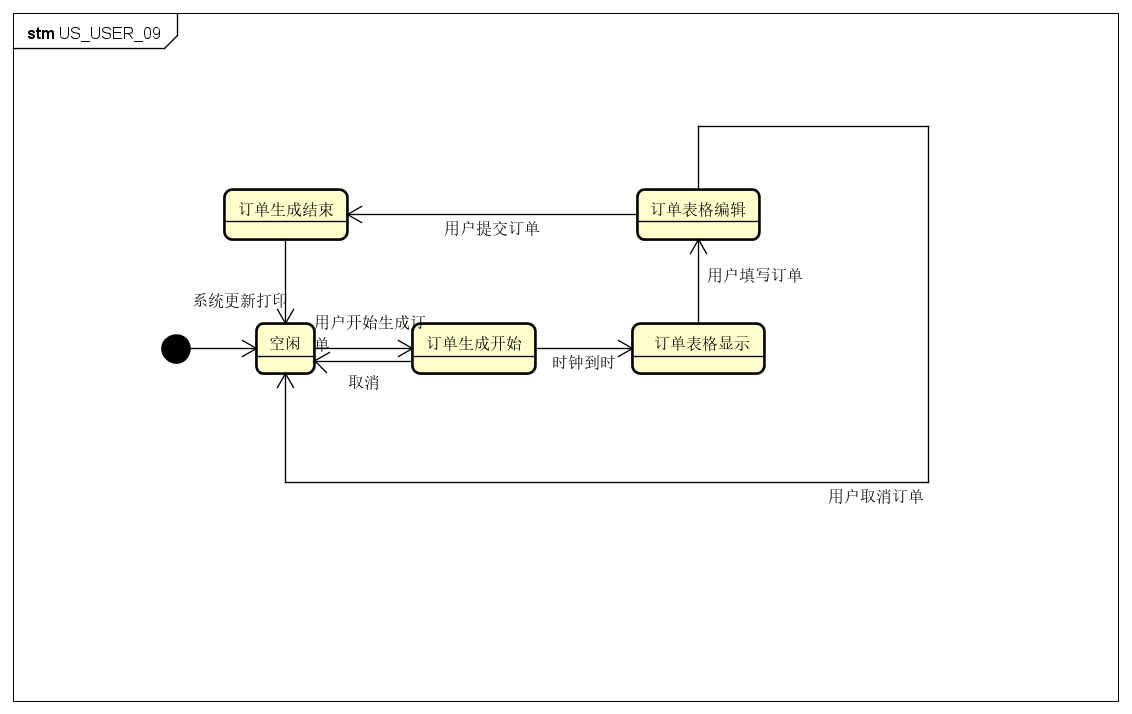 stm US_USER_09
订单生成结束
订单表格编辑
用户提交订单
用户填写订单
系统更新打印
用户开始生成订
单
空闲
订单生成开始
订单表格显示
时钟到时
取消
用户取消订单